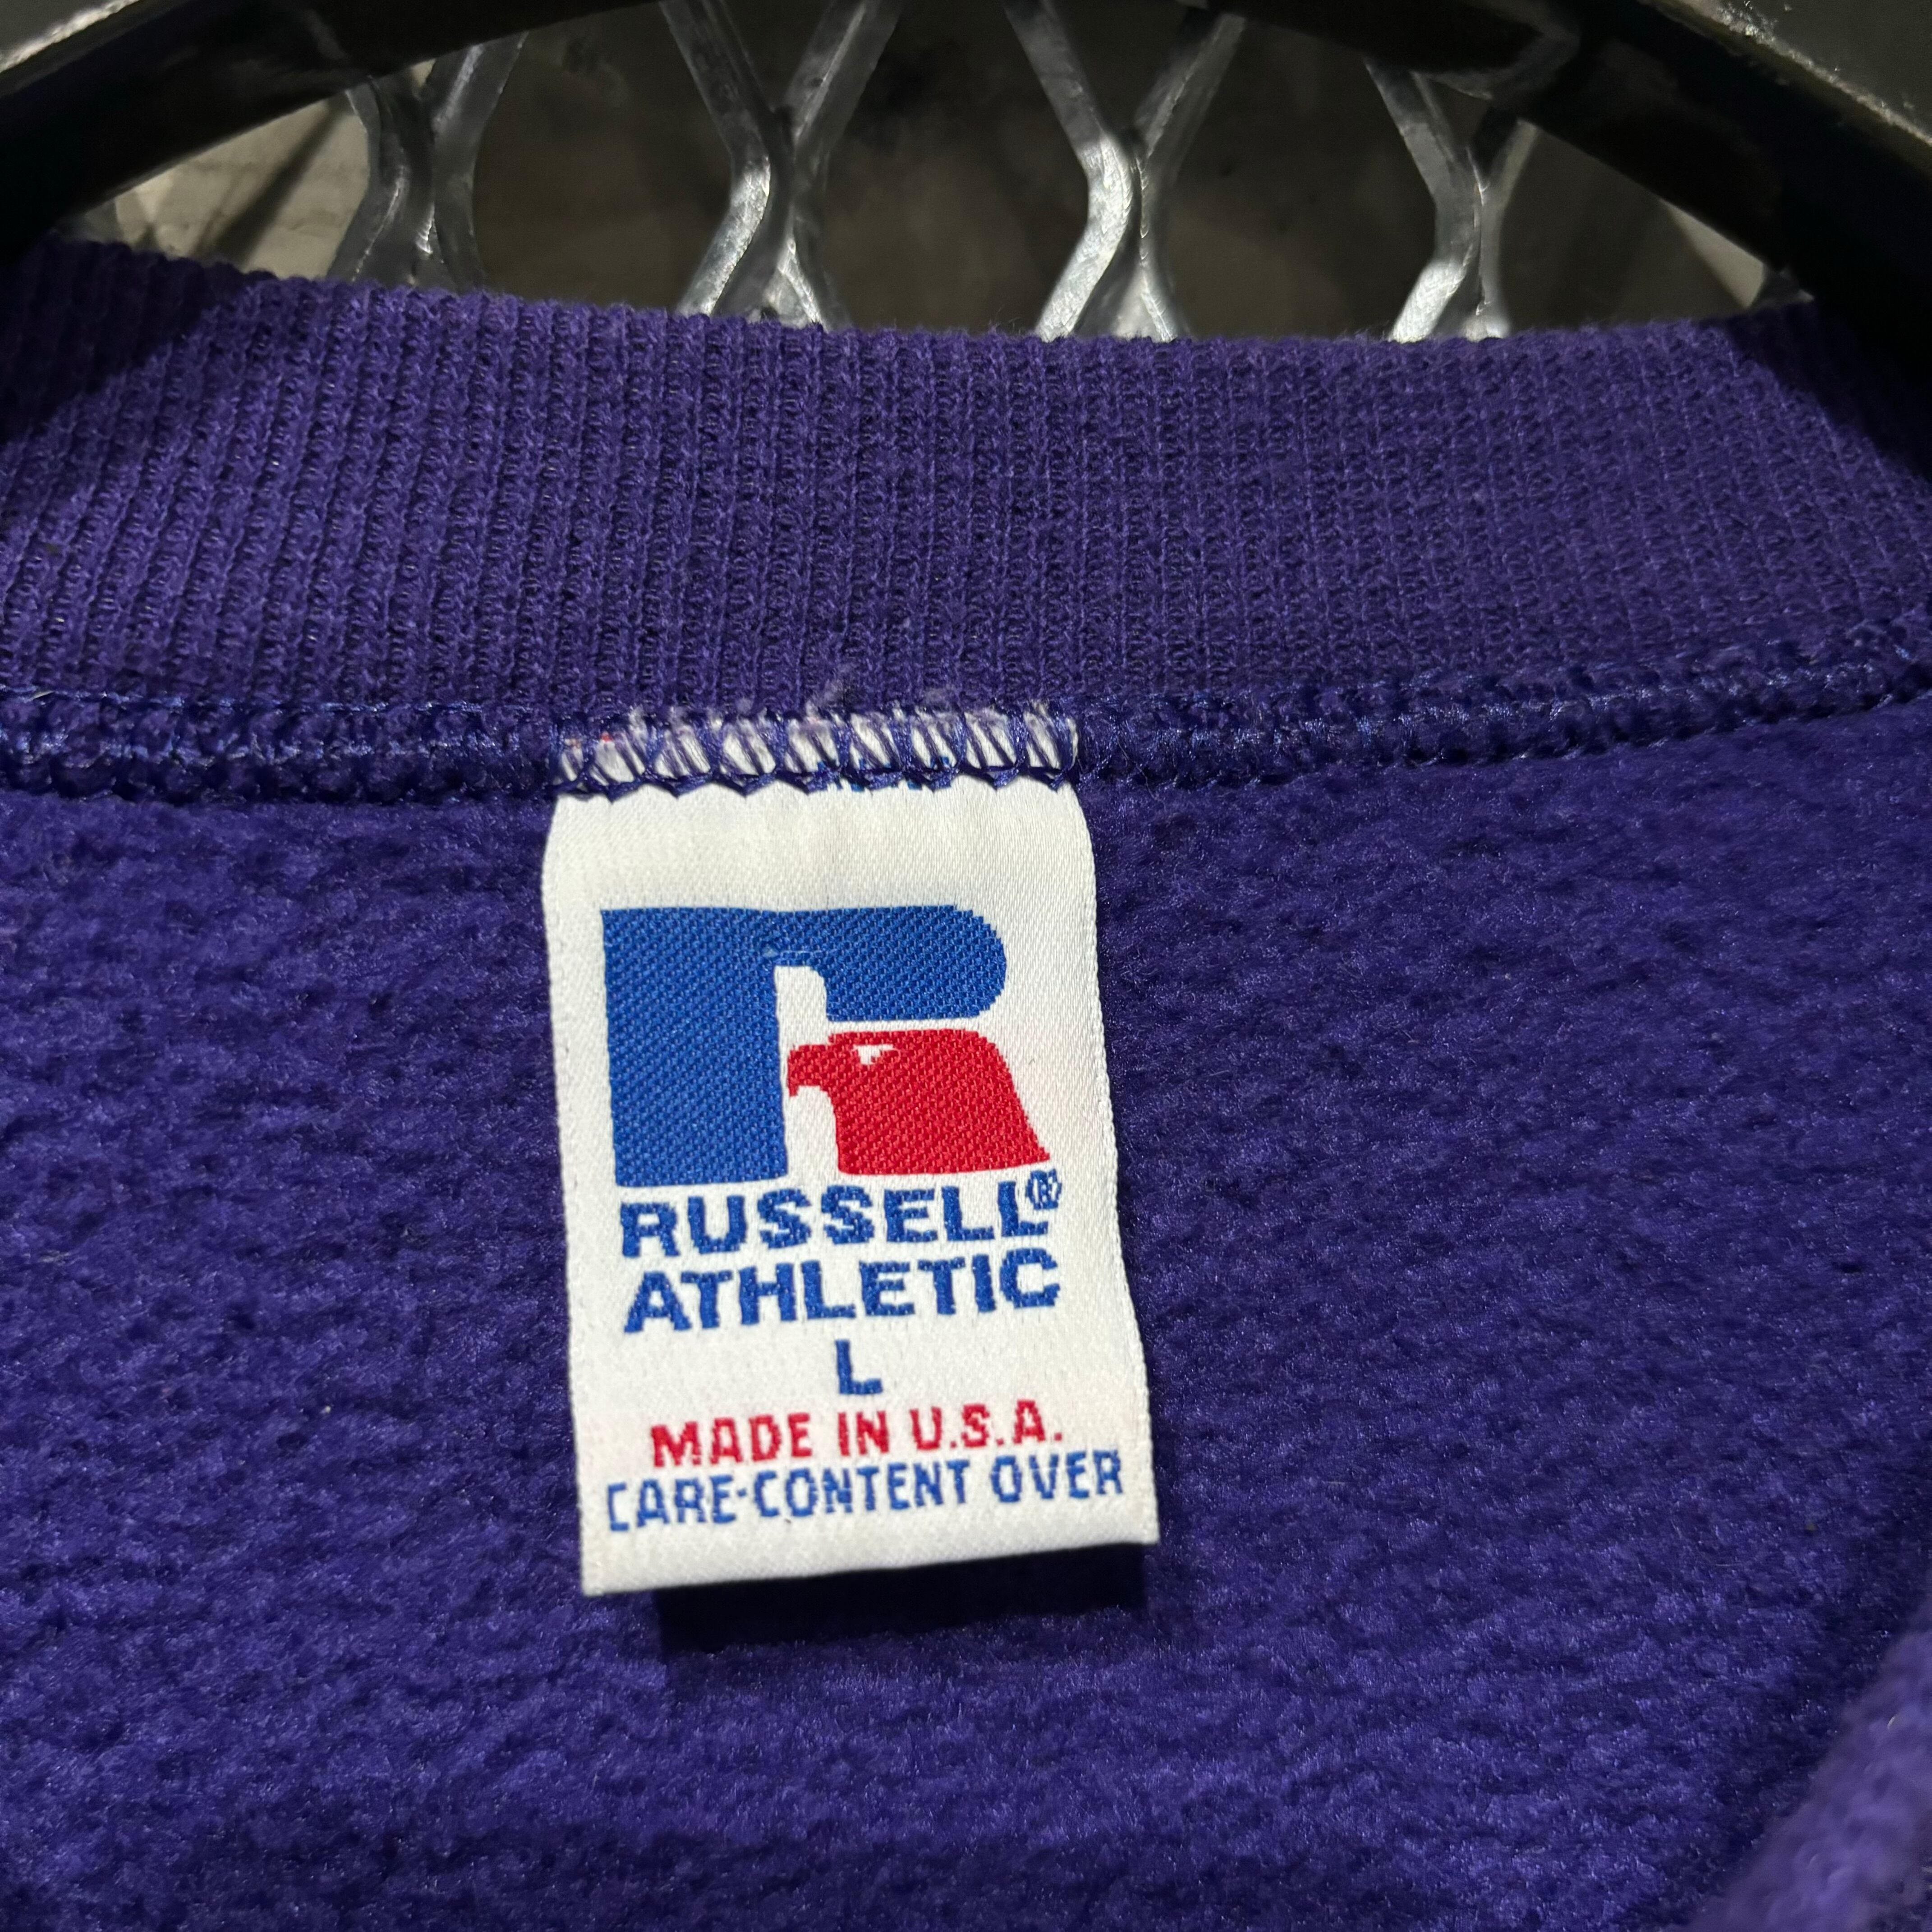 RUSSELL®
ATHLETIC
L
MADE IN U.S.A.
CARE-CONTENT OVER